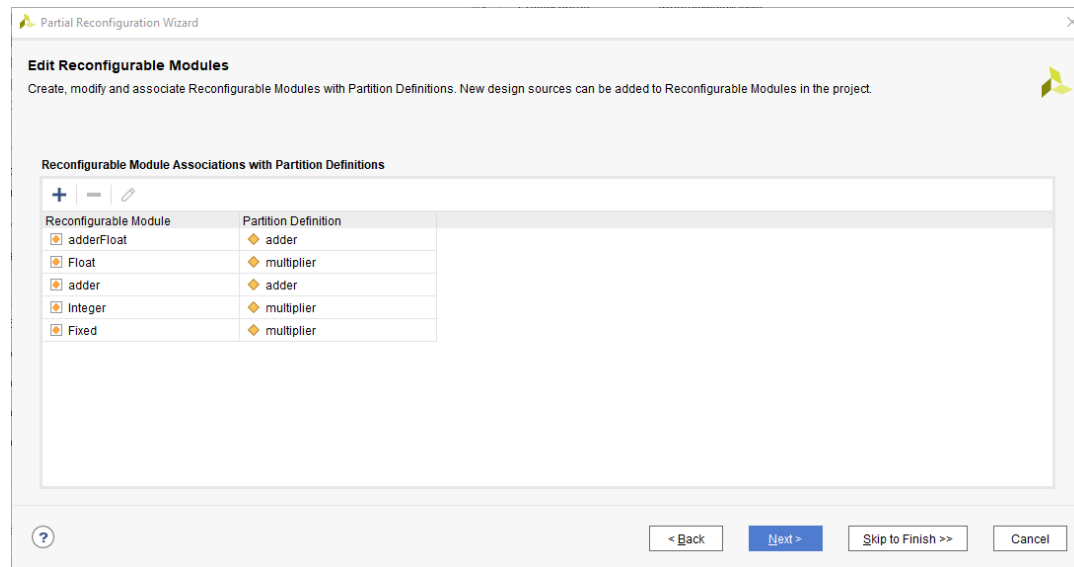 Partial Reconfiguration Wizard
Edit Reconfigurable Modules
Create, modify and associate Reconfigurable Modules with Partition Definitions. New design sources can be added to Reconfigurable Modules in the project.
Reconfigurable Module Associations with Partition Definitions
Reconfigurable Module Partition Definition
adderFloat adder
Float multiplier
adder adder
Integer multiplier
Fixed multiplier
? < Back Next > Skip to Finish >> Cancel